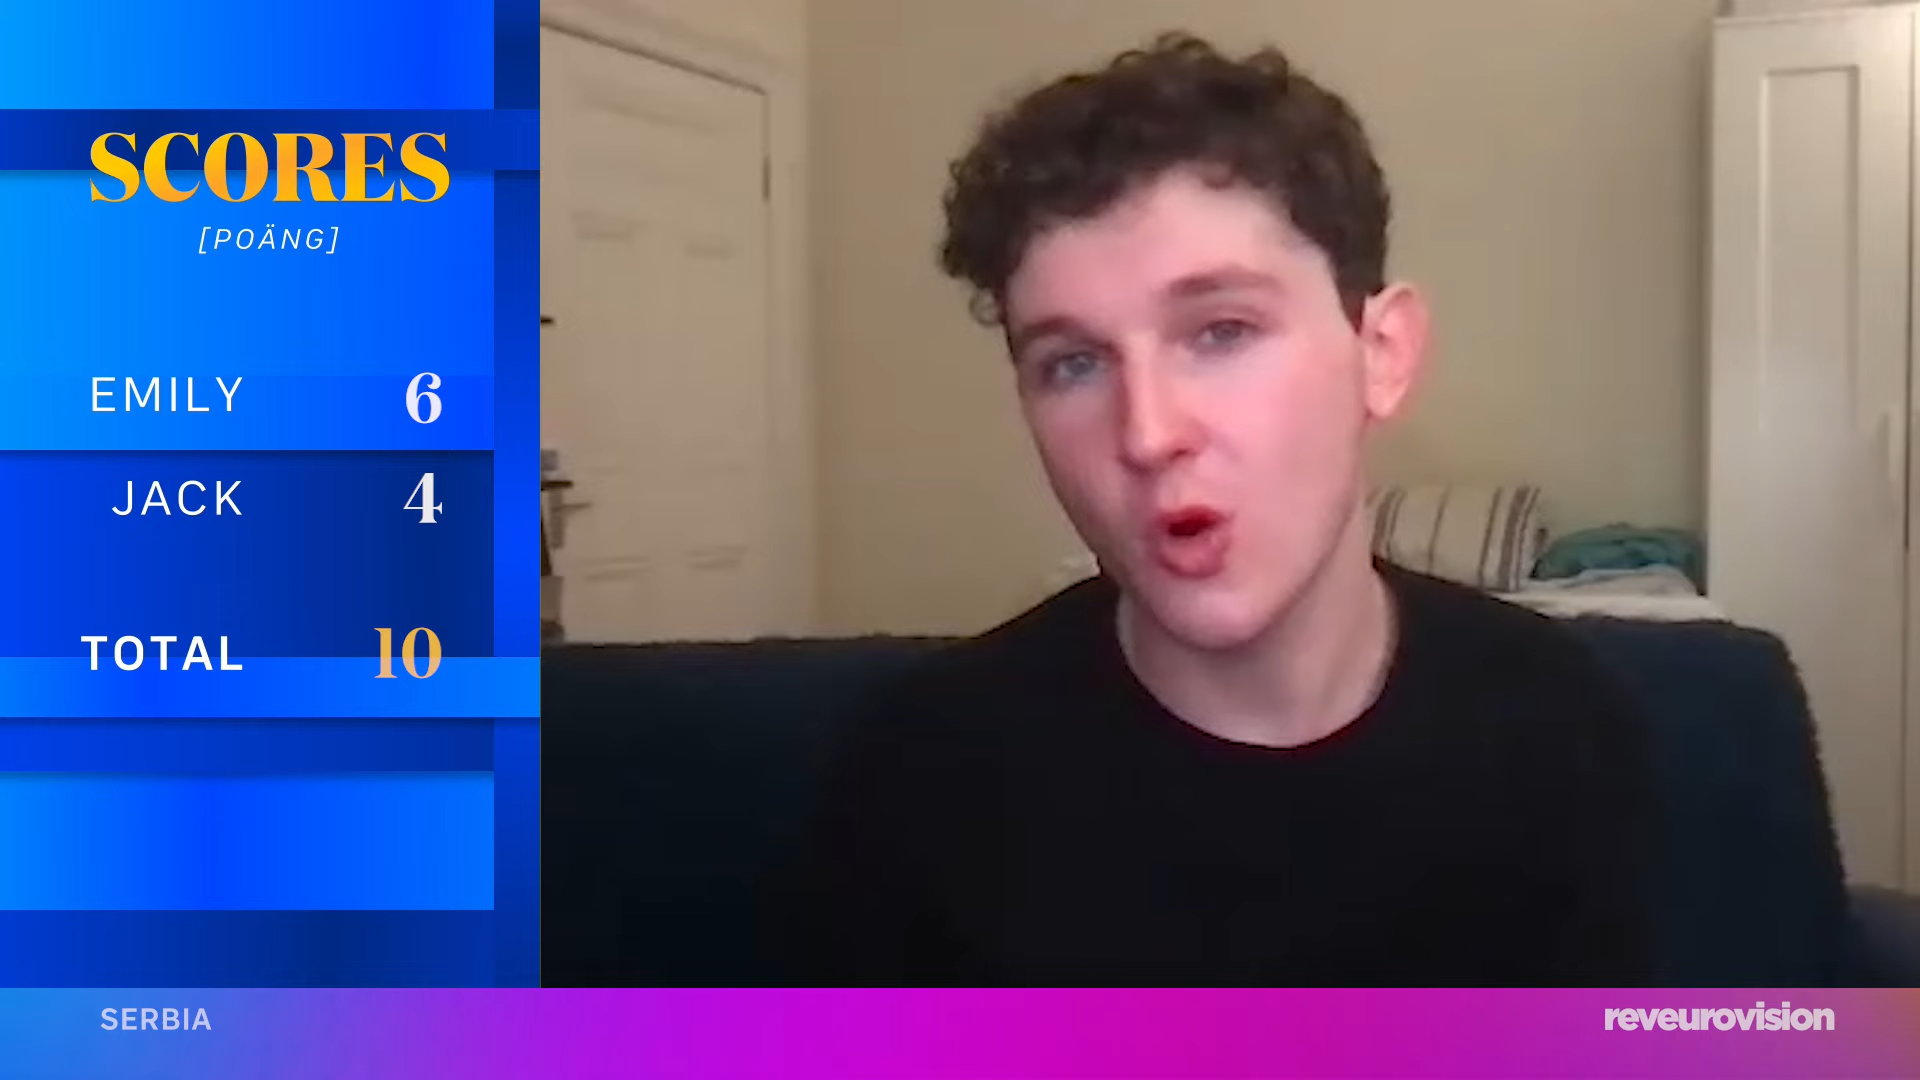 SCORES
[POÄNG]
EMILY 6
JACK 4
TOTAL 10
SERBIA
reveurovision